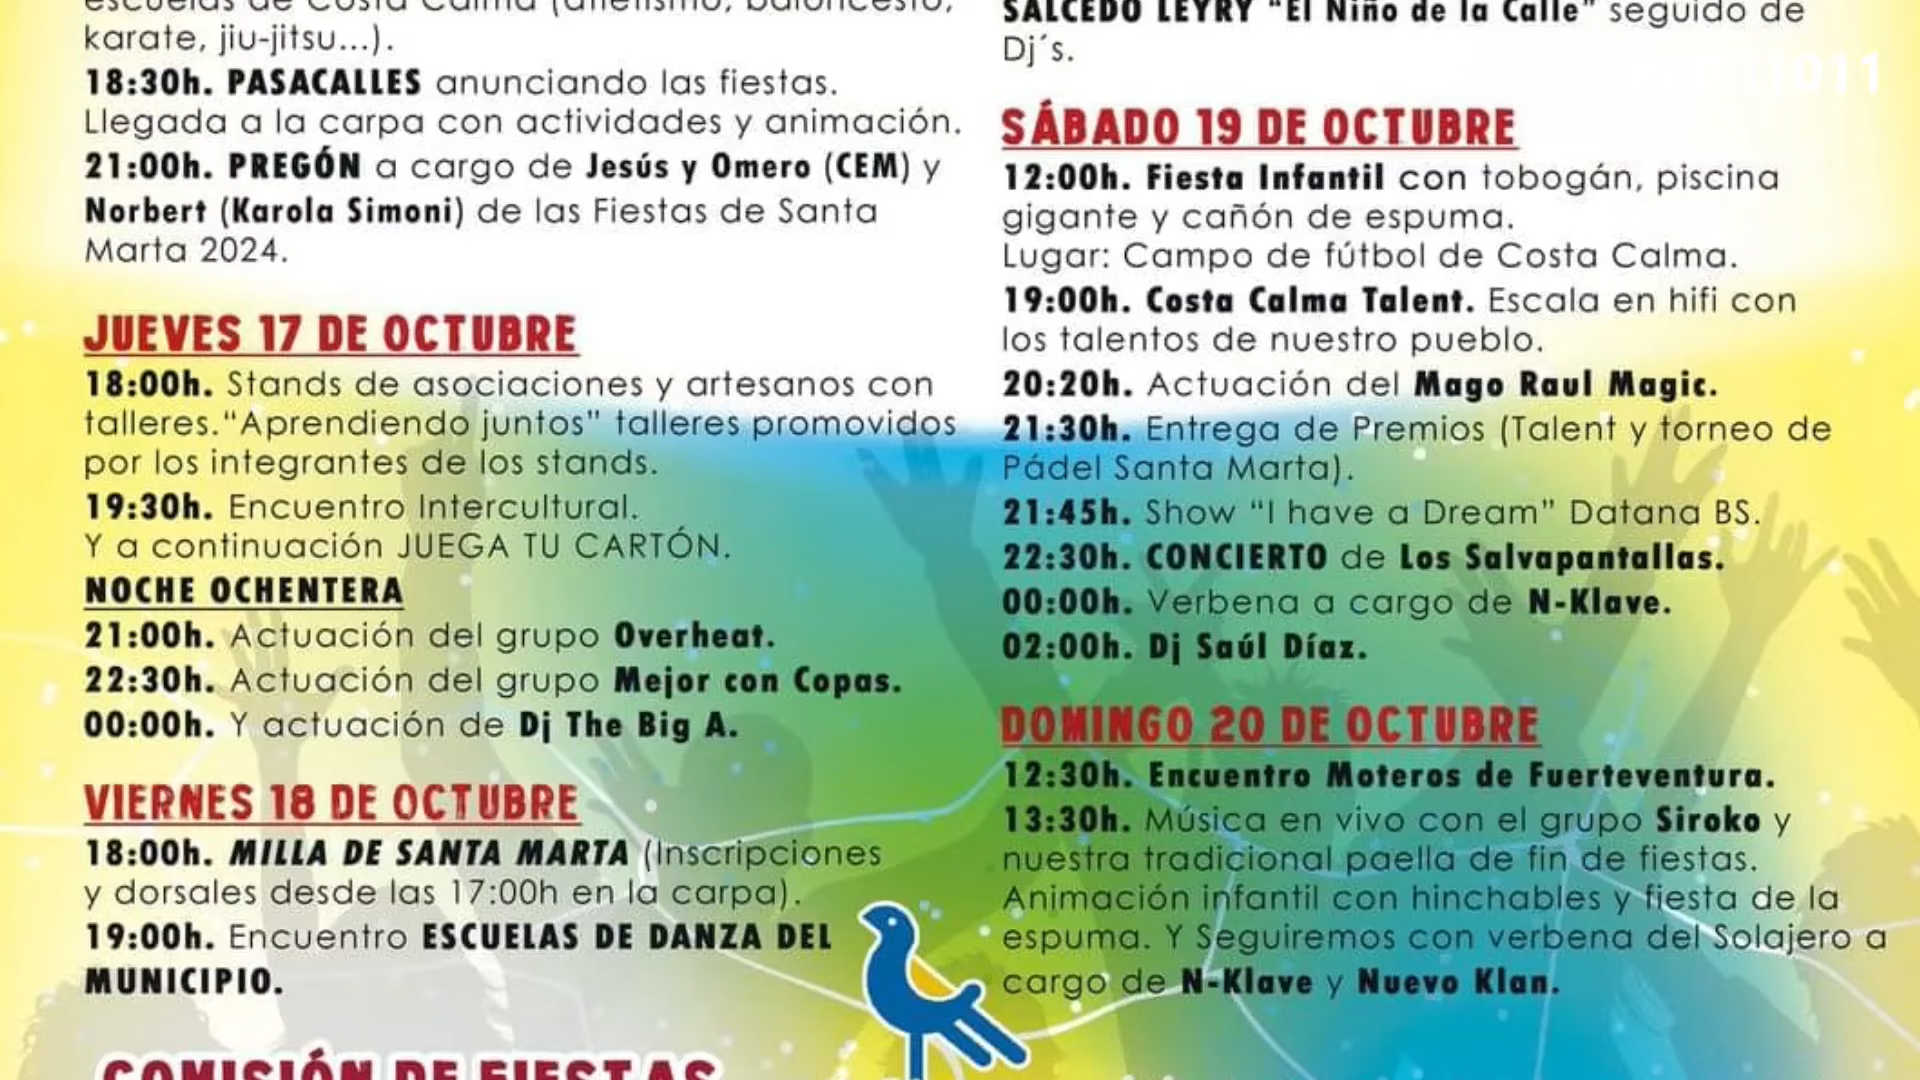 escuelas de Costa Calma (atletismo, baloncesto,
karate, jiu-jitsu...).
18:30h. PASACALLES anunciando las fiestas.
Llegada a la carpa con actividades y animación.
21:00h. PREGÓN a cargo de Jesús y Omero (CEM) y
Norbert (Karola Simoni) de las Fiestas de Santa
Marta 2024.
JUEVES 17 DE OCTUBRE
18:00h. Stands de asociaciones y artesanos con
talleres."Aprendiendo juntos" talleres promovidos
por los integrantes de los stands.
19:30h. Encuentro Intercultural.
Y a continuación JUEGA TU CARTÓN.
NOCHE OCHENTERA
21:00h. Actuación del grupo Overheat.
22:30h. Actuación del grupo Mejor con Copas.
00:00h. Y actuación de Dj The Big A.
VIERNES 18 DE OCTUBRE
18:00h. MILLA DE SANTA MARTA (Inscripciones
y dorsales desde las 17:00h en la carpa).
19:00h. Encuentro ESCUELAS DE DANZA DEL
MUNICIPIO.
COMISIÓN DE FIESTAS
SALCEDO LEYRY "El Niño de la Calle" seguido de
Dj´s.
SÁBADO 19 DE OCTUBRE
12:00h. Fiesta Infantil con tobogán, piscina
gigante y cañón de espuma.
Lugar: Campo de fútbol de Costa Calma.
19:00h. Costa Calma Talent. Escala en hifi con
los talentos de nuestro pueblo.
20:20h. Actuación del Mago Raul Magic.
21:30h. Entrega de Premios (Talent y torneo de
Pádel Santa Marta).
21:45h. Show "I have a Dream" Datana BS.
22:30h. CONCIERTO de Los Salvapantallas.
00:00h. Verbena a cargo de N-Klave.
02:00h. Dj Saúl Díaz.
DOMINGO 20 DE OCTUBRE
12:30h. Encuentro Moteros de Fuerteventura.
13:30h. Música en vivo con el grupo Siroko y
nuestra tradicional paella de fin de fiestas.
Animación infantil con hinchables y fiesta de la
espuma. Y Seguiremos con verbena del Solajero a
cargo de N-Klave y Nuevo Klan.